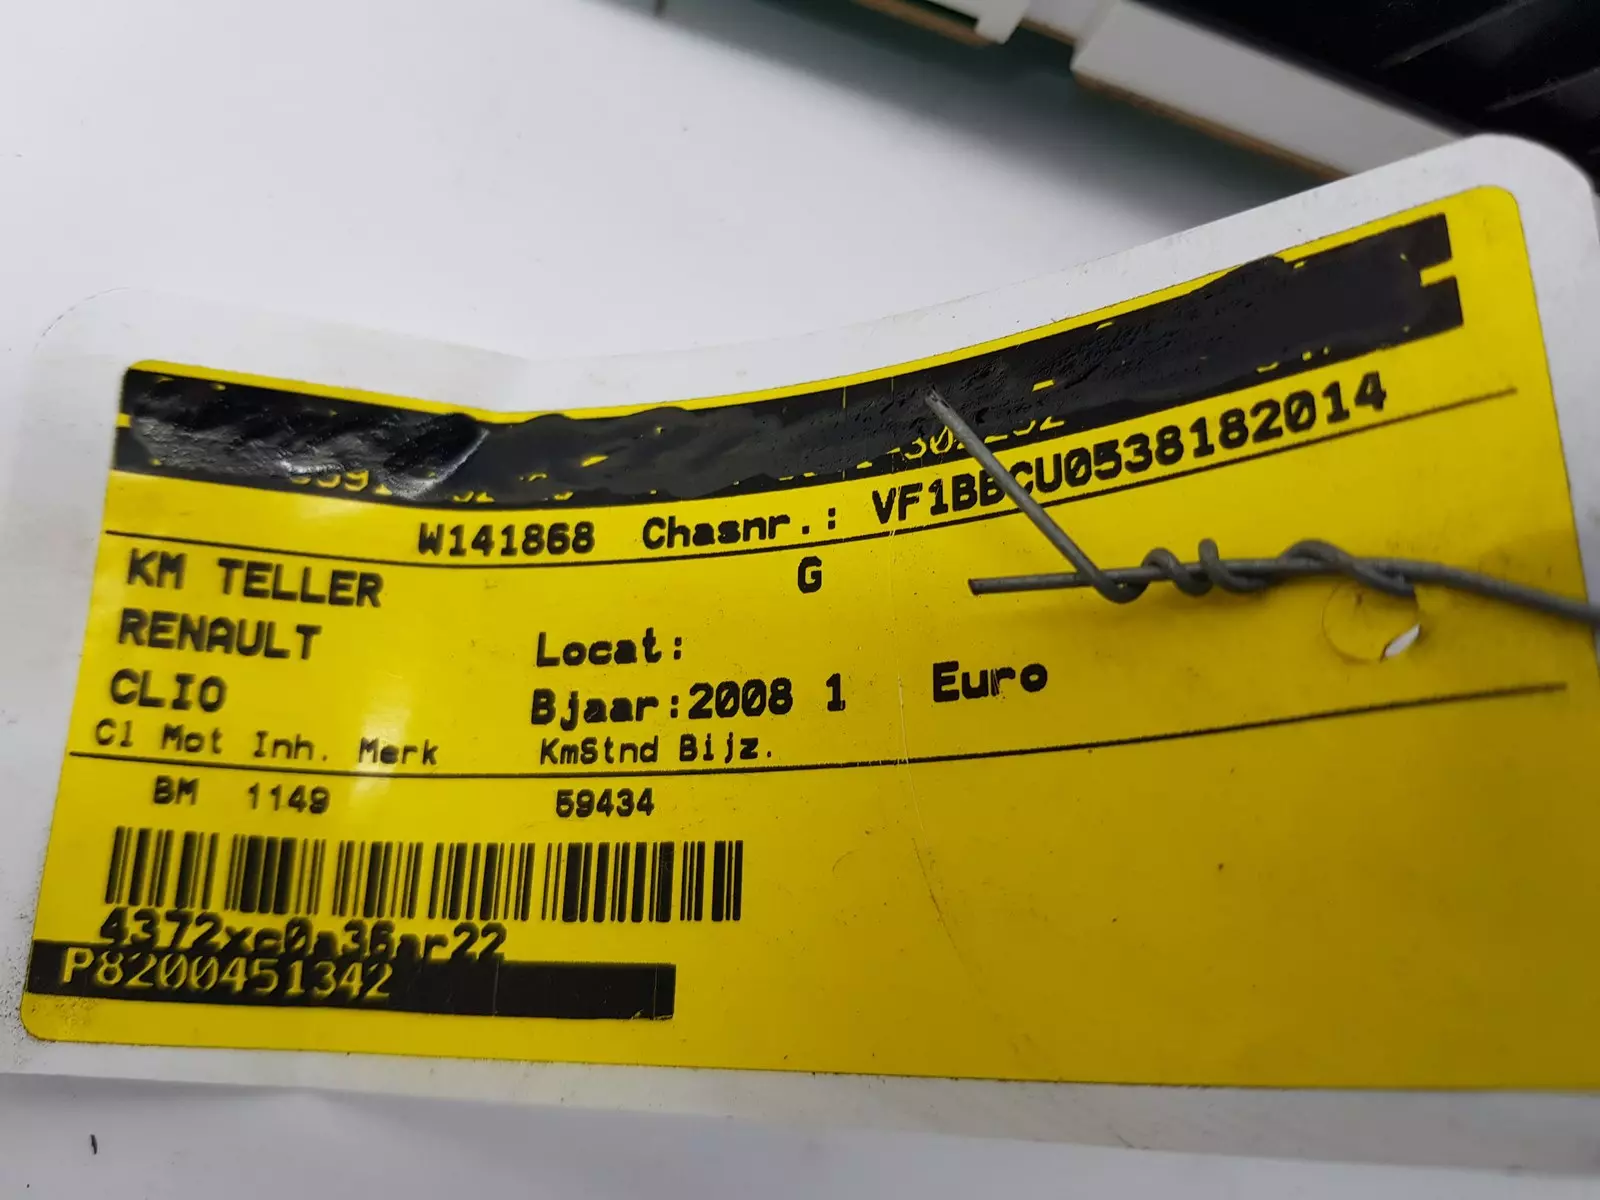 W141868 Chasnr.: VF1BBCU0538182014
KM TELLER G
RENAULT Locat:
CLIO Bjaar:2008 1 Euro
Cl Mot Inh. Merk KmStnd Bijz.
BM 1149 59434
4372xc0a36ar22
P8200451342